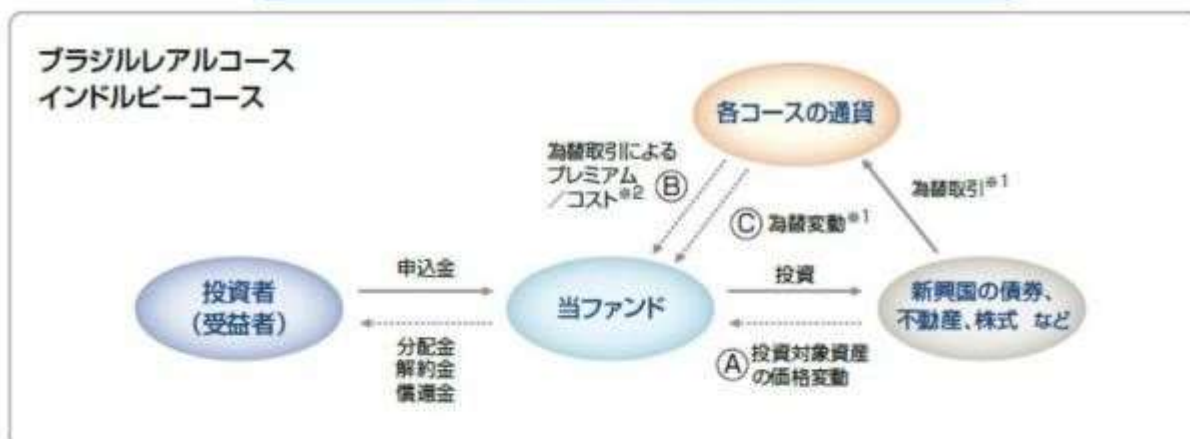 ブラジルレアルコース
インドルピーコース
各コースの通貨
為替取引による
プレミアム
／コスト※2
Ⓑ
為替取引※1
Ⓒ 為替変動※1
投資者
（受益者）
申込金
分配金
解約金
償還金
当ファンド
投資
Ⓐ 投資対象資産
の価格変動
新興国の債券、
不動産、株式 など